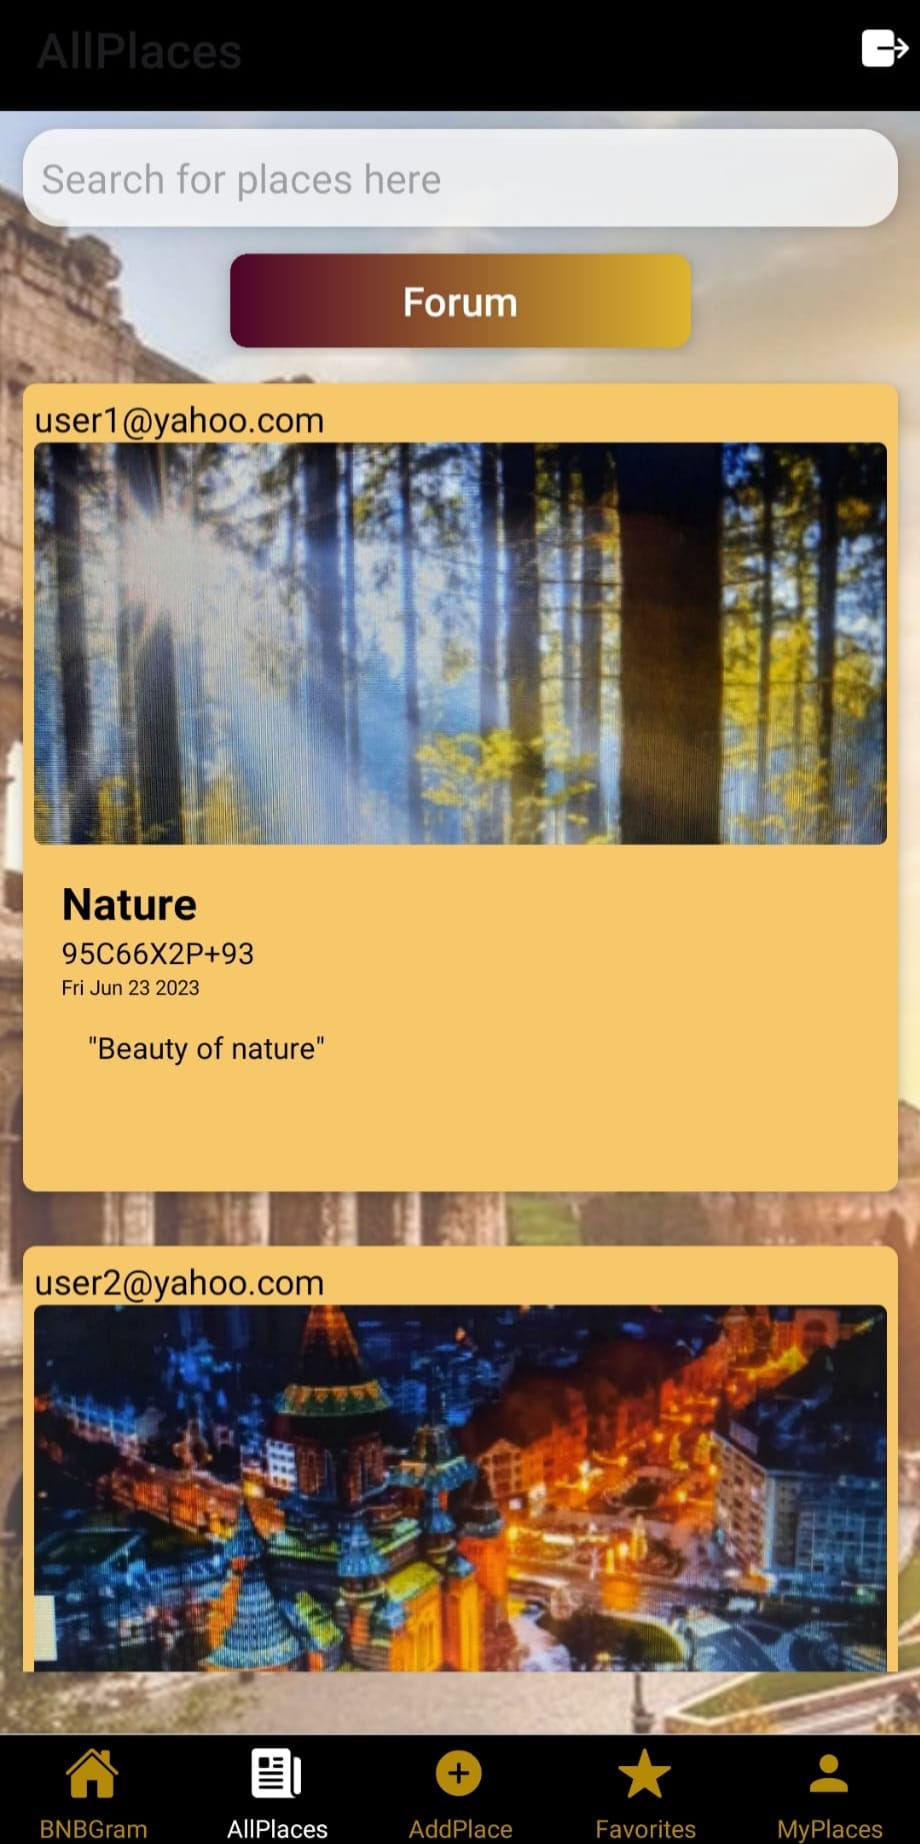 AllPlaces
Search for places here
Forum
user1@yahoo.com
Nature
95C66X2P+93
Fri Jun 23 2023
"Beauty of nature"
user2@yahoo.com
BNBGram
AllPlaces
AddPlace
Favorites
MyPlaces